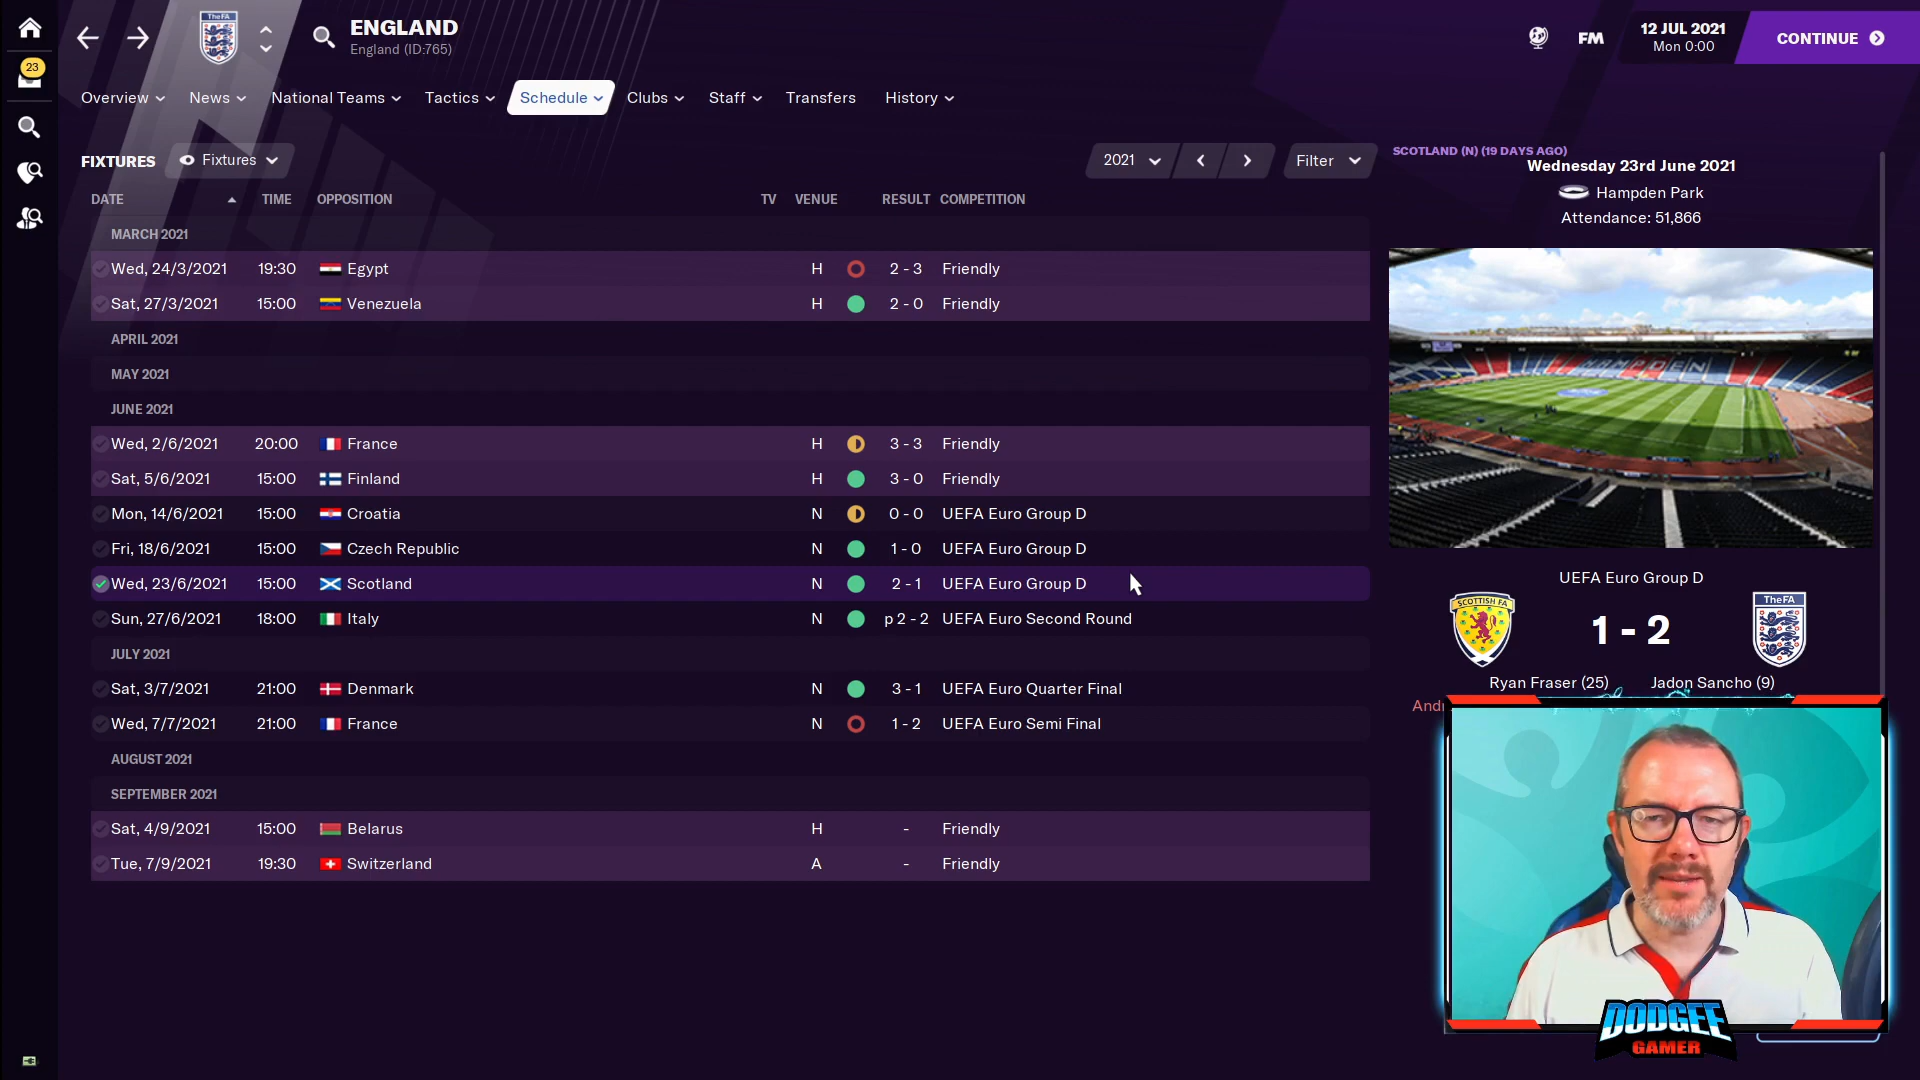 TheFA
ENGLAND
England (ID:765)
FM
12 JUL 2021
Mon 0:00
CONTINUE
23
Overview
News
National Teams
Tactics
Schedule
Clubs
Staff
Transfers
History
FIXTURES
Fixtures
2021
Filter
DATE TIME OPPOSITION TV VENUE RESULT COMPETITION
MARCH 2021
Wed, 24/3/2021 19:30 Egypt H 2 - 3 Friendly
Sat, 27/3/2021 15:00 Venezuela H 2 - 0 Friendly
APRIL 2021
MAY 2021
JUNE 2021
Wed, 2/6/2021 20:00 France H 3 - 3 Friendly
Sat, 5/6/2021 15:00 Finland H 3 - 0 Friendly
Mon, 14/6/2021 15:00 Croatia N 0 - 0 UEFA Euro Group D
Fri, 18/6/2021 15:00 Czech Republic N 1 - 0 UEFA Euro Group D
Wed, 23/6/2021 15:00 Scotland N 2 - 1 UEFA Euro Group D
Sun, 27/6/2021 18:00 Italy N p 2 - 2 UEFA Euro Second Round
JULY 2021
Sat, 3/7/2021 21:00 Denmark N 3 - 1 UEFA Euro Quarter Final
Wed, 7/7/2021 21:00 France N 1 - 2 UEFA Euro Semi Final
AUGUST 2021
SEPTEMBER 2021
Sat, 4/9/2021 15:00 Belarus H - Friendly
Tue, 7/9/2021 19:30 Switzerland A - Friendly
SCOTLAND (N) (19 DAYS AGO)
Wednesday 23rd June 2021
Hampden Park
Attendance: 51,866
HAMPDEN
UEFA Euro Group D
SCOTTISH FA
1 - 2
TheFA
Ryan Fraser (25) Jadon Sancho (9)
DODGEE
GAMER